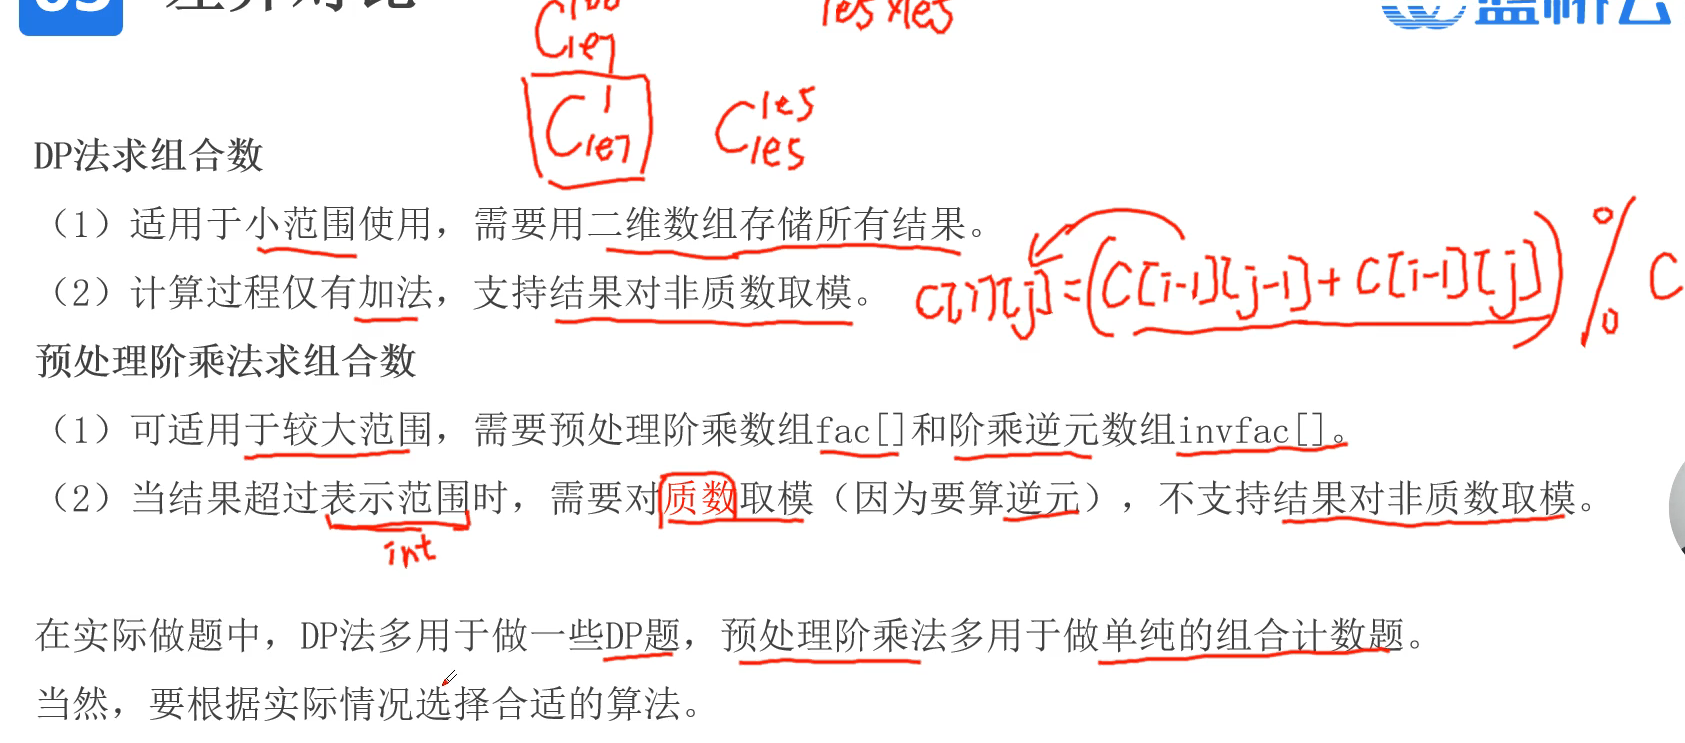 03 差异对比
蓝桥云
C 100 1e7
1e5×1e5
C 1 1e7
C 1e5 1e5
DP法求组合数
（1）适用于小范围使用，需要用二维数组存储所有结果。
（2）计算过程仅有加法，支持结果对非质数取模。
C[i][j]=(C[i-1][j-1]+C[i-1][j])% C
预处理阶乘法求组合数
（1）可适用于较大范围，需要预处理阶乘数组fac[]和阶乘逆元数组invfac[]。
（2）当结果超过表示范围时，需要对质数取模（因为要算逆元），不支持结果对非质数取模。
int
在实际做题中，DP法多用于做一些DP题，预处理阶乘法多用于做单纯的组合计数题。
当然，要根据实际情况选择合适的算法。